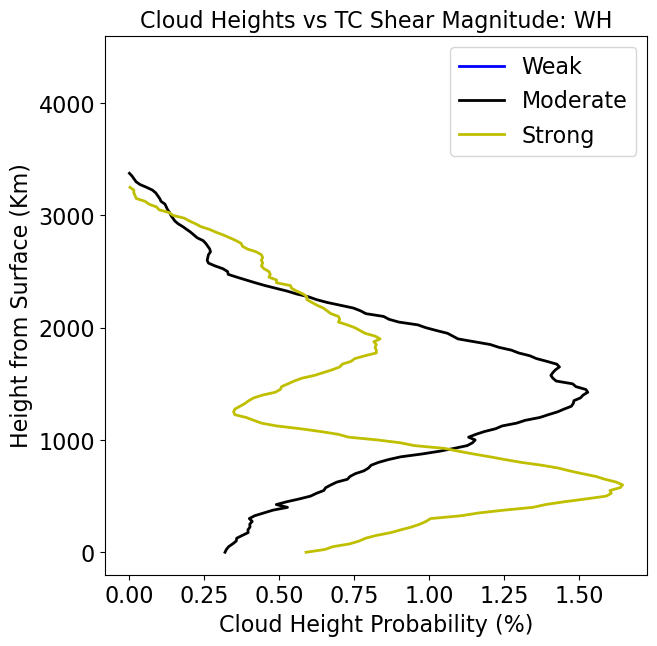 Cloud Heights vs TC Shear Magnitude: WH
Weak
Moderate
Strong
4000
3000
2000
1000
0
Height from Surface (Km)
0.00 0.25 0.50 0.75 1.00 1.25 1.50
Cloud Height Probability (%)